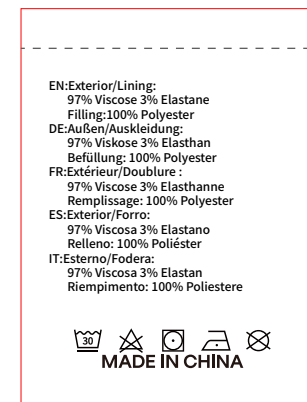 EN:Exterior/Lining:
97% Viscose 3% Elastane
Filling:100% Polyester
DE:Außen/Auskleidung:
97% Viskose 3% Elasthan
Befüllung: 100% Polyester
FR:Extérieur/Doublure :
97% Viscose 3% Elasthanne
Remplissage: 100% Polyester
ES:Exterior/Forro:
97% Viscosa 3% Elastano
Relleno: 100% Poliéster
IT:Esterno/Fodera:
97% Viscosa 3% Elastan
Riempimento: 100% Poliestere
30
MADE IN CHINA